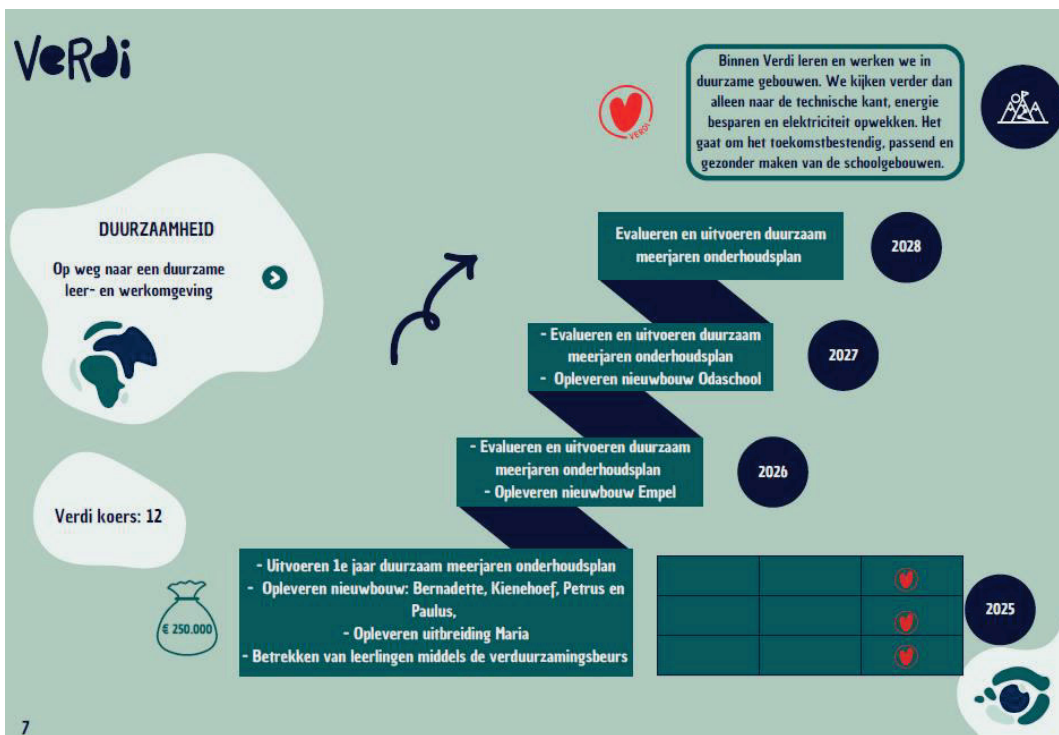 VeRdi
Binnen Verdi leren en werken we in
duurzame gebouwen. We kijken verder dan
alleen naar de technische kant, energie
besparen en elektriciteit opwekken. Het
gaat om het toekomstbestendig, passend en
gezonder maken van de schoolgebouwen.
VERDI
DUURZAAMHEID
Op weg naar een duurzame
leer- en werkomgeving
Evalueren en uitvoeren duurzaam
meerjaren onderhoudsplan
2028
- Evalueren en uitvoeren duurzaam
meerjaren onderhoudsplan
- Opleveren nieuwbouw Odaschool
2027
- Evalueren en uitvoeren duurzaam
meerjaren onderhoudsplan
- Opleveren nieuwbouw Empel
2026
Verdi koers: 12
€ 250.000
- Uitvoeren 1e jaar duurzaam meerjaren onderhoudsplan
- Opleveren nieuwbouw: Bernadette, Kienehoef, Petrus en
Paulus,
- Opleveren uitbreiding Maria
- Betrekken van leerlingen middels de verduurzamingsbeurs
2025
7